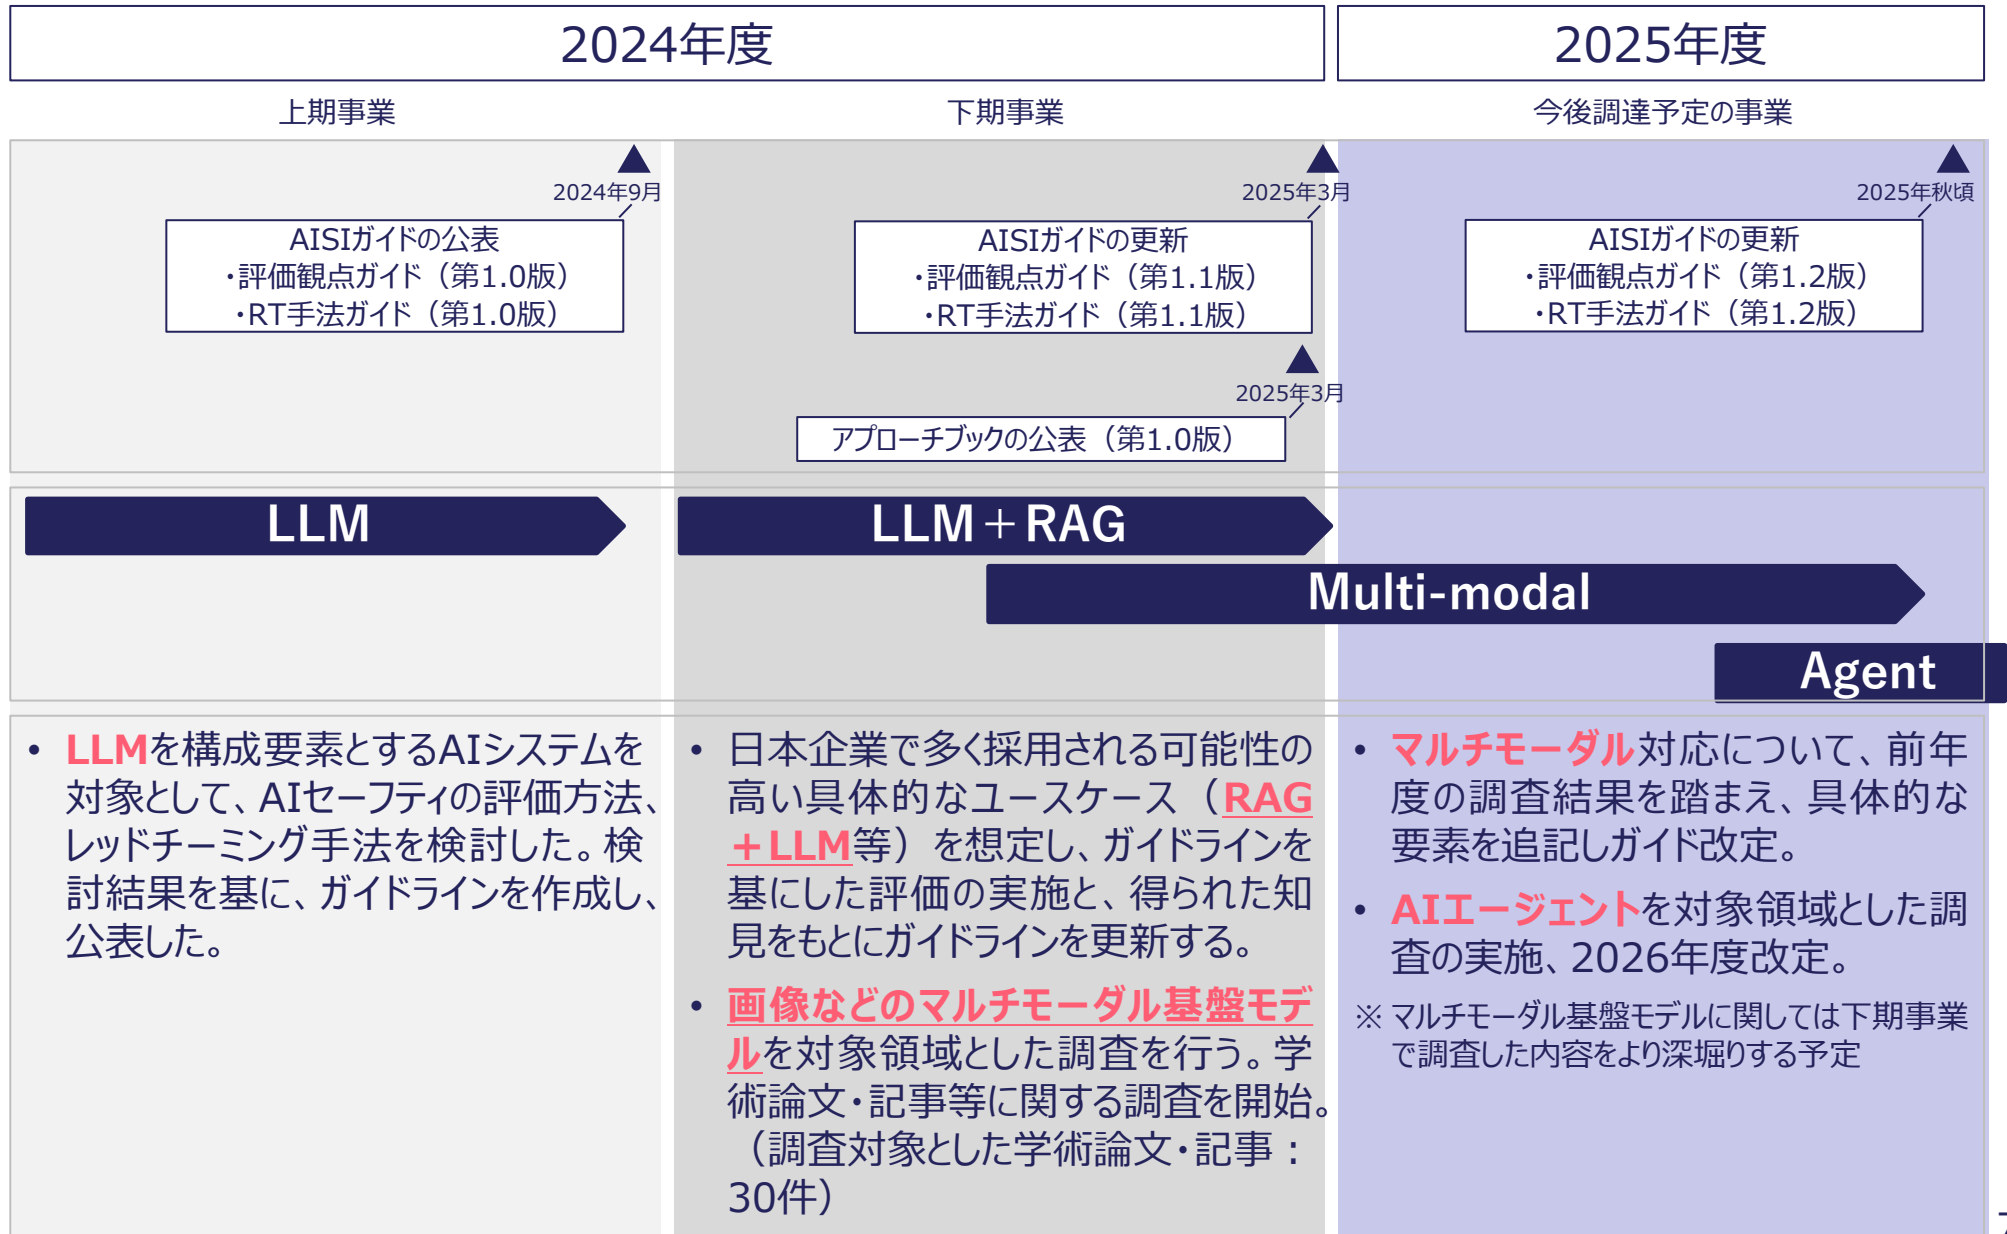 2024年度
2025年度
上期事業
下期事業
今後調達予定の事業
2024年9月
AISIガイドの公表
・評価観点ガイド（第1.0版）
・RT手法ガイド（第1.0版）
2025年3月
AISIガイドの更新
・評価観点ガイド（第1.1版）
・RT手法ガイド（第1.1版）
2025年3月
アプローチブックの公表（第1.0版）
2025年秋頃
AISIガイドの更新
・評価観点ガイド（第1.2版）
・RT手法ガイド（第1.2版）
LLM
LLM＋RAG
Multi-modal
Agent
• LLMを構成要素とするAIシステムを
対象として、AIセーフティの評価方法、
レッドチーミング手法を検討した。検
討結果を基に、ガイドラインを作成し、
公表した。
• 日本企業で多く採用される可能性の
高い具体的なユースケース（RAG
＋LLM等）を想定し、ガイドラインを
基にした評価の実施と、得られた知
見をもとにガイドラインを更新する。
• 画像などのマルチモーダル基盤モデ
ルを対象領域とした調査を行う。学
術論文・記事等に関する調査を開始。
（調査対象とした学術論文・記事：
30件）
• マルチモーダル対応について、前年
度の調査結果を踏まえ、具体的な
要素を追記しガイド改定。
• AIエージェントを対象領域とした調
査の実施、2026年度改定。
※ マルチモーダル基盤モデルに関しては下期事業
で調査した内容をより深堀りする予定